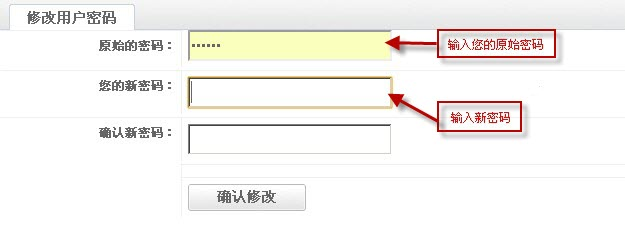 修改用户密码
原始的密码： ••••••
输入您的原始密码
您的新密码：
输入新密码
确认新密码：
确认修改